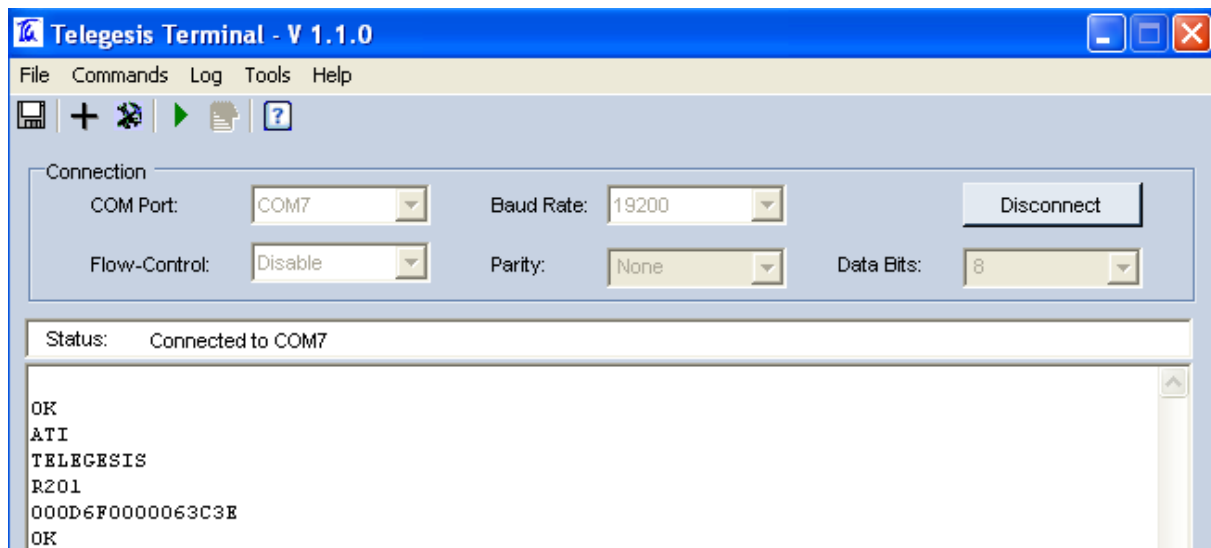 Telegesis Terminal - V 1.1.0
File Commands Log Tools Help
Connection
COM Port: COM7 Baud Rate: 19200 Disconnect
Flow-Control: Disable Parity: None Data Bits: 8
Status: Connected to COM7
OK
ATI
TELEGESIS
R201
000D6F0000063C3E
OK